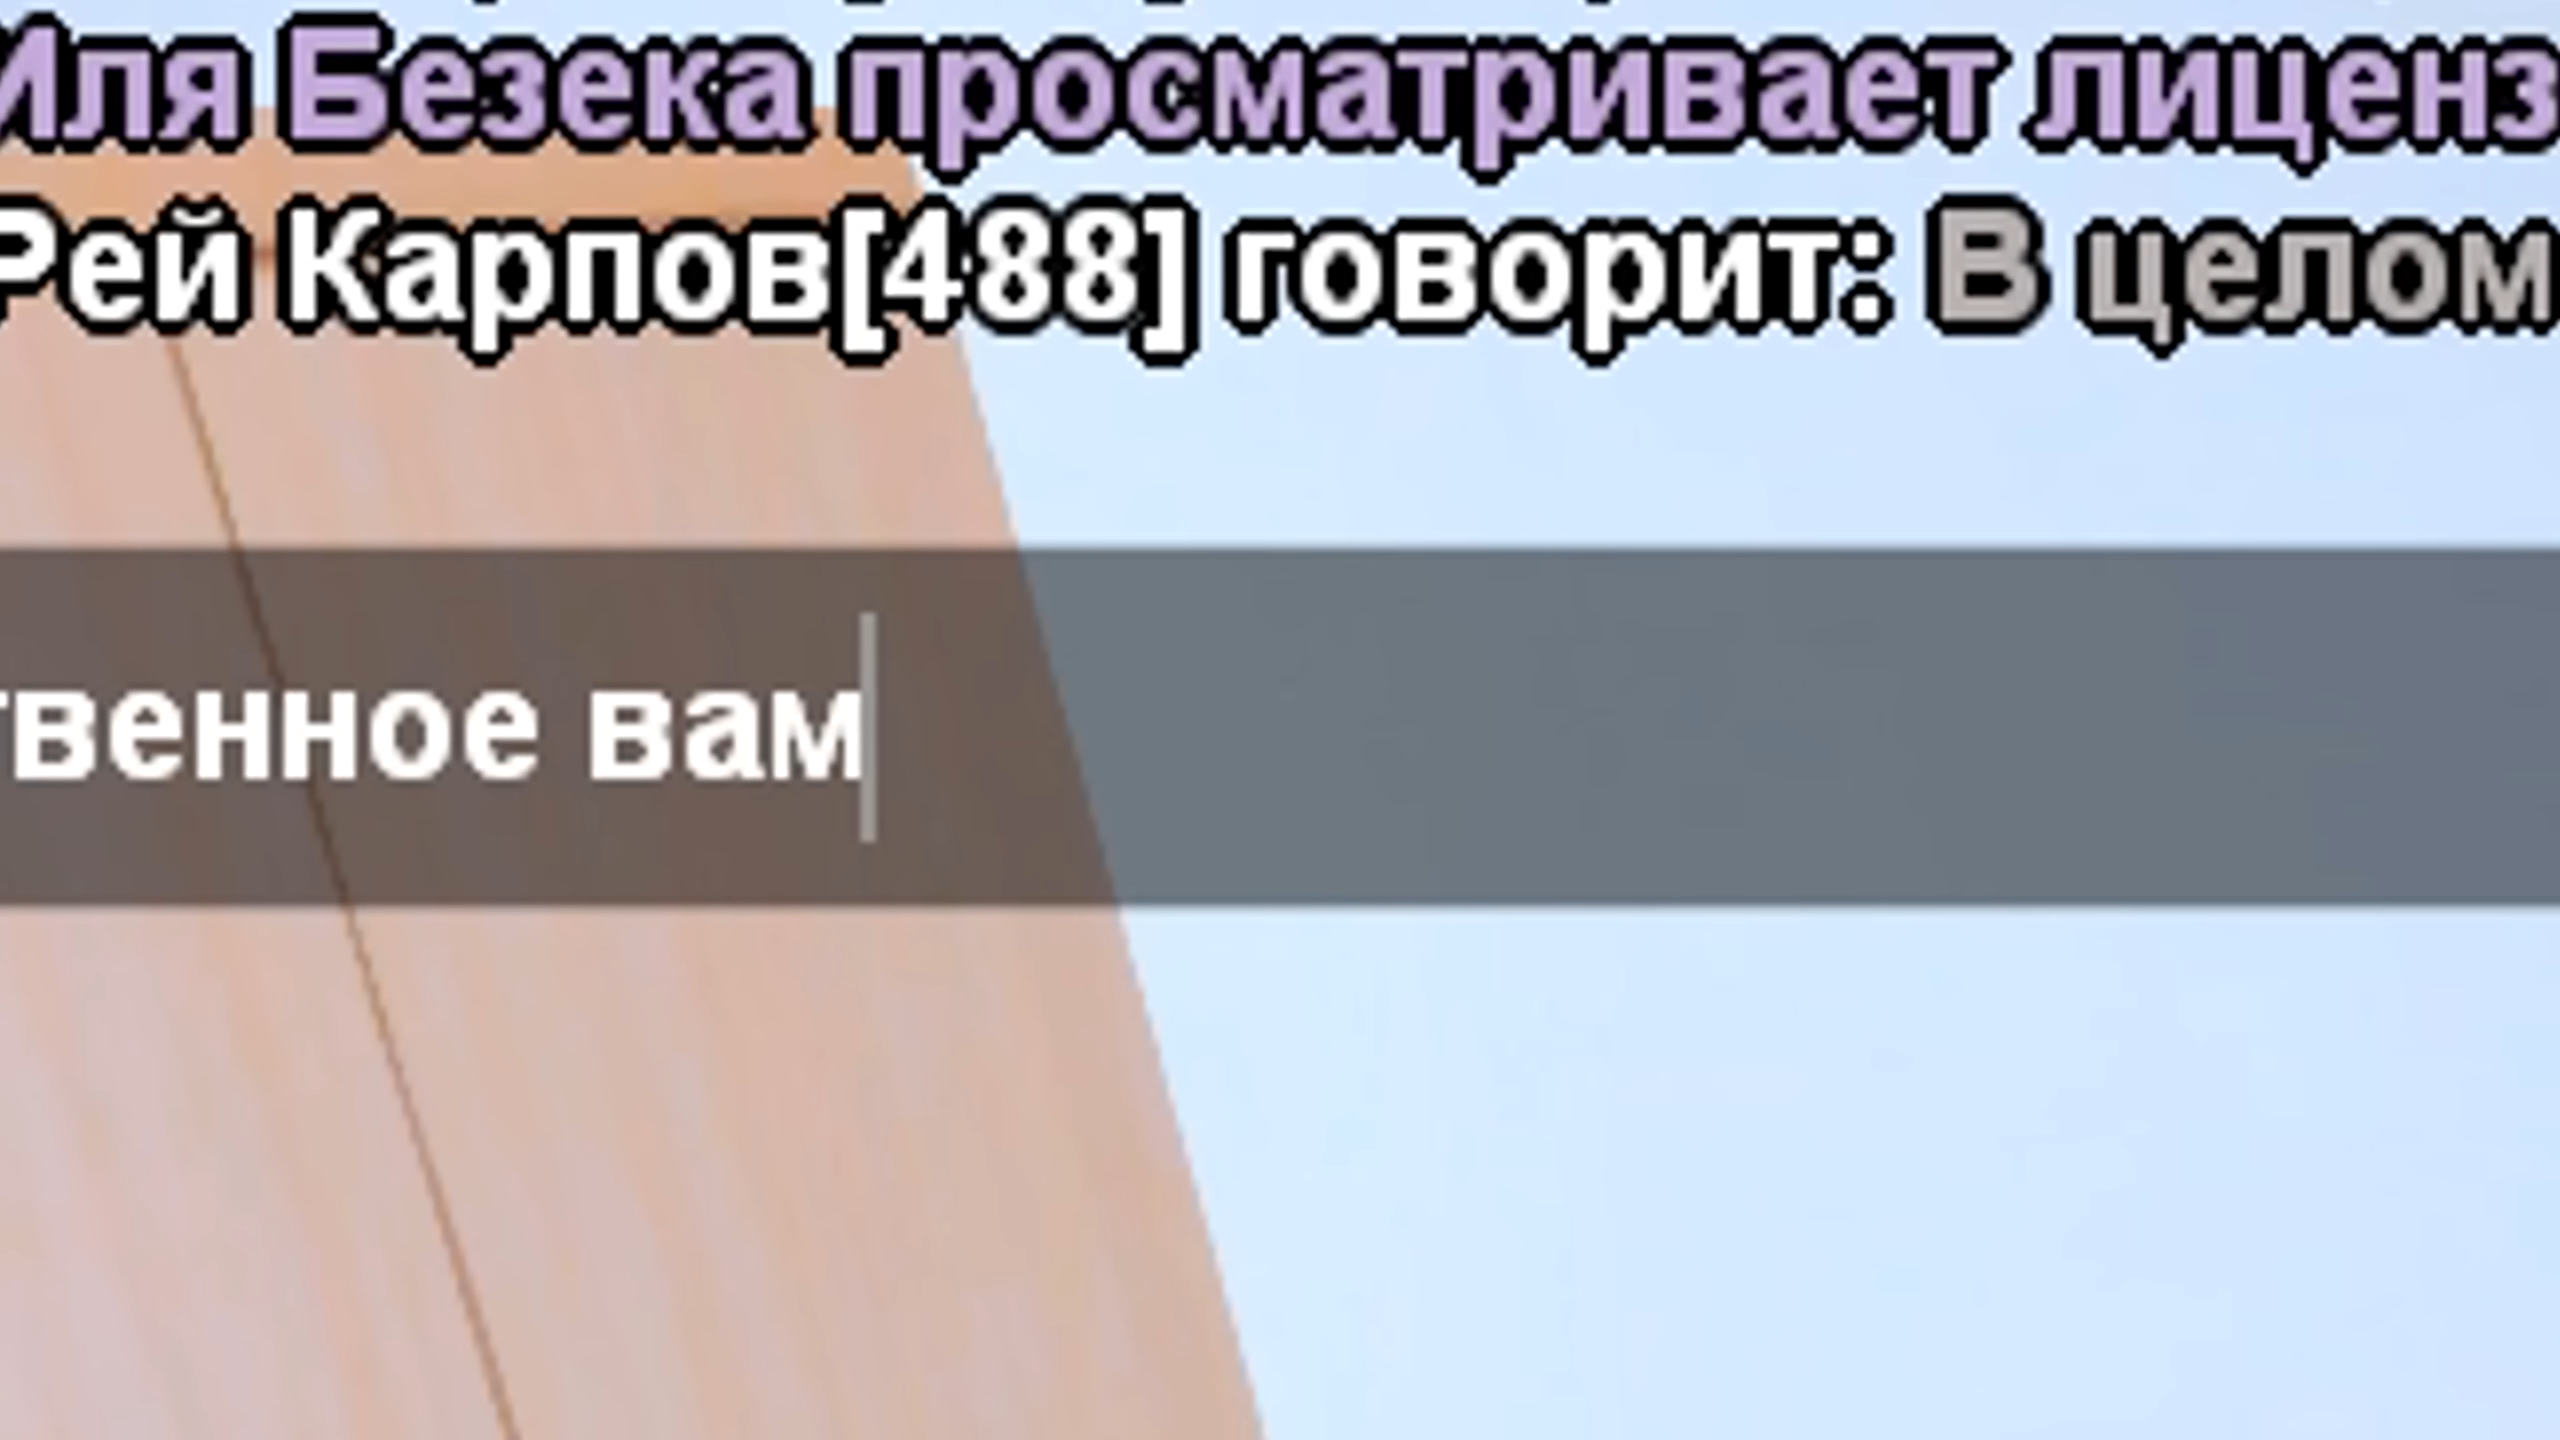 Иля Безека просматривает лиценз
Рей Карпов[488] говорит: В целом
твенное вам